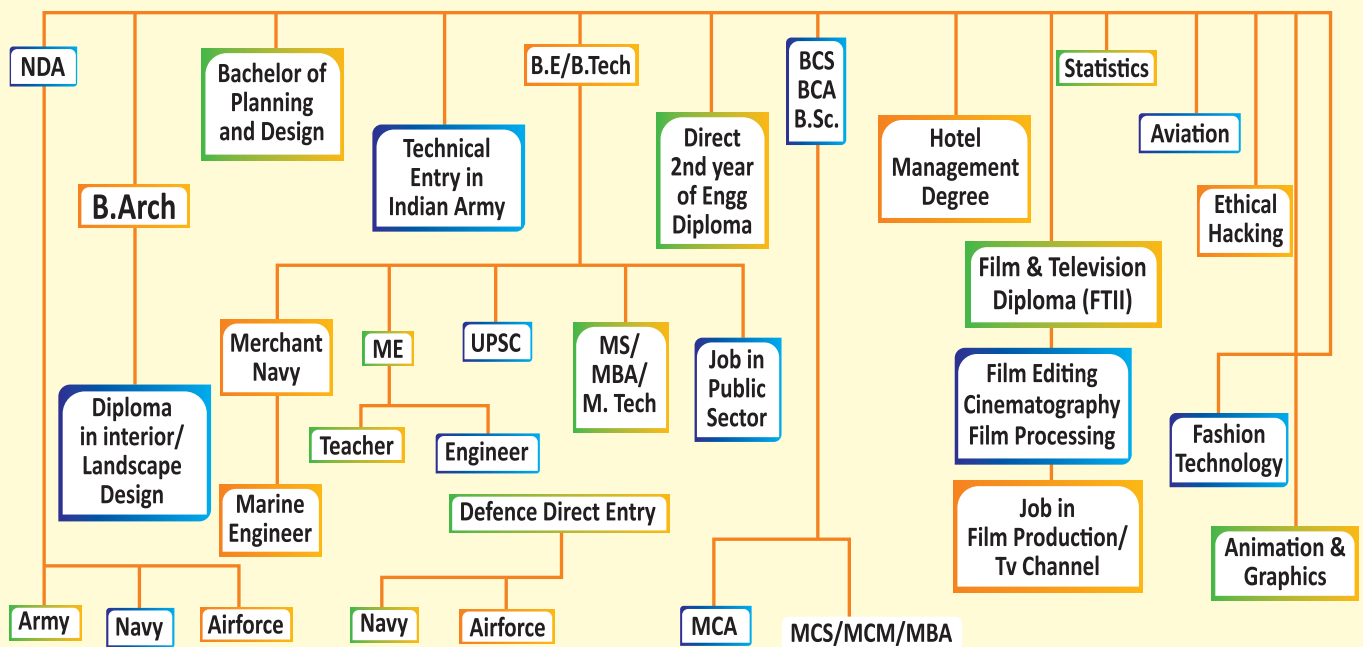 NDA
Bachelor of
Planning
and Design
B.Arch
Technical
Entry in
Indian Army
B.E/B.Tech
Direct
2nd year
of Engg
Diploma
BCS
BCA
B.Sc.
Hotel
Management
Degree
Statistics
Aviation
Ethical
Hacking
Film & Television
Diploma (FTII)
Merchant
Navy
ME
UPSC
MS/
MBA/
M. Tech
Job in
Public
Sector
Film Editing
Cinematography
Film Processing
Diploma
in interior/
Landscape
Design
Teacher
Engineer
Fashion
Technology
Marine
Engineer
Defence Direct Entry
Job in
Film Production/
Tv Channel
Animation &
Graphics
Army
Navy
Airforce
Navy
Airforce
MCA
MCS/MCM/MBA